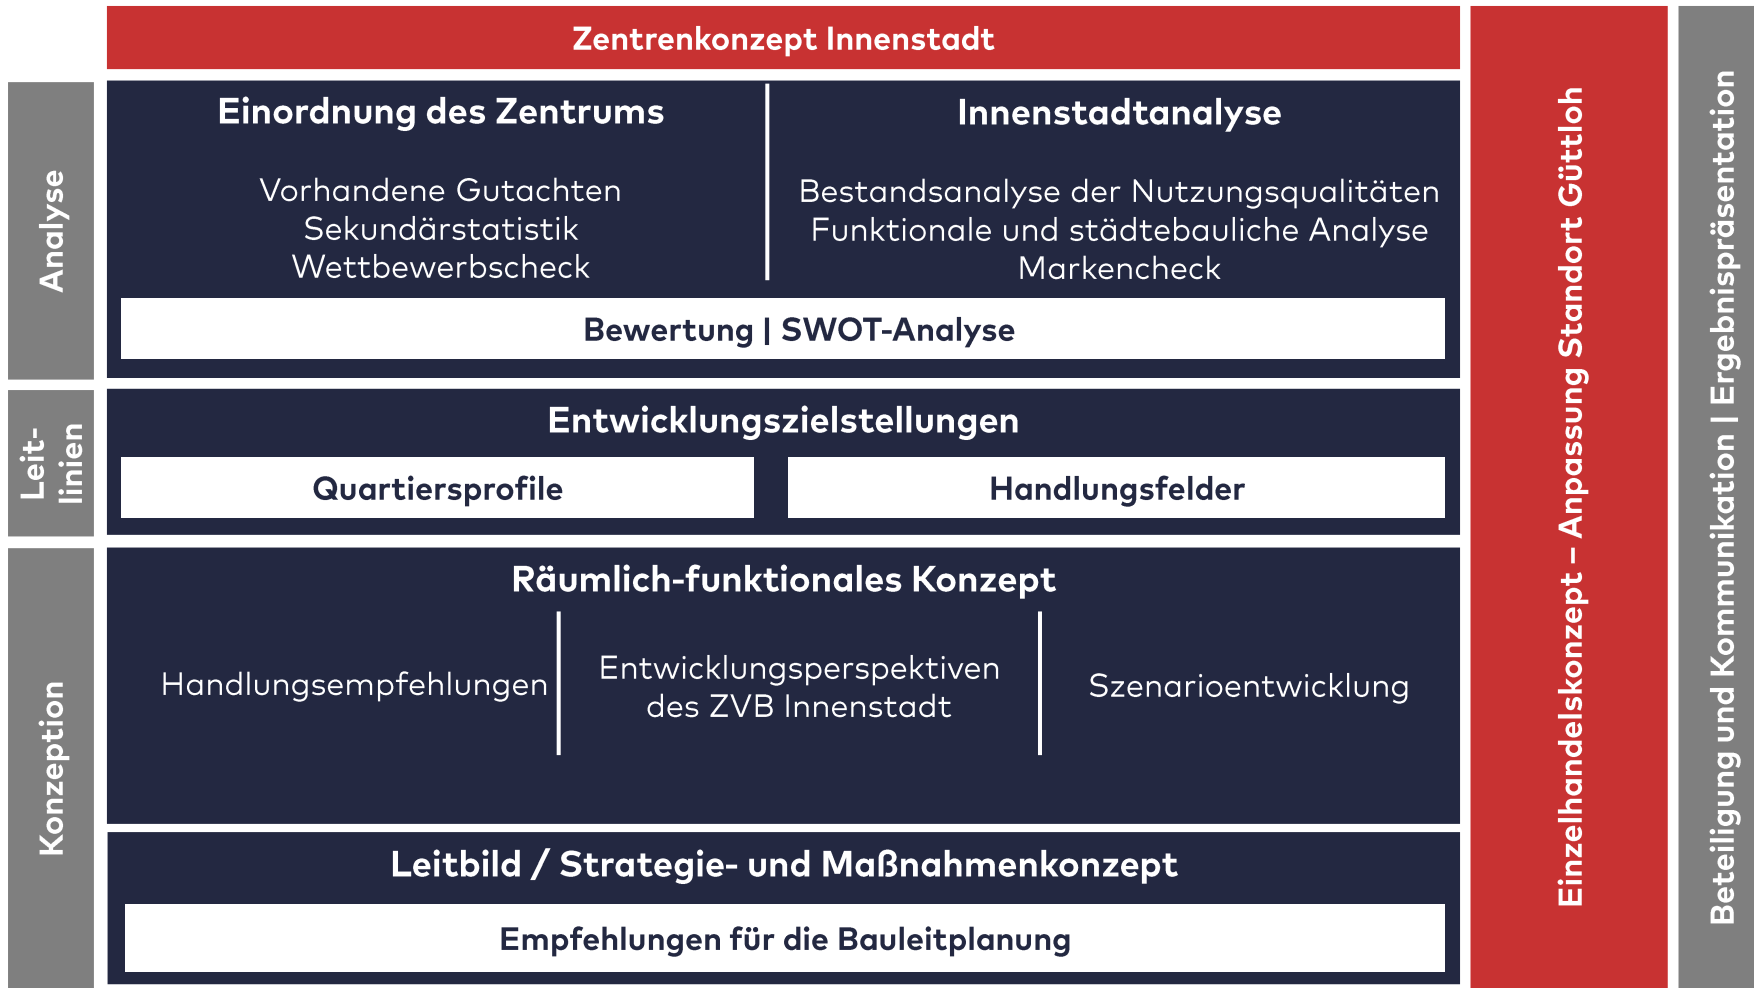 Zentrenkonzept Innenstadt
Analyse
Einordnung des Zentrums
Vorhandene Gutachten
Sekundärstatistik
Wettbewerbscheck
Innenstadtanalyse
Bestandsanalyse der Nutzungsqualitäten
Funktionale und städtebauliche Analyse
Markencheck
Bewertung | SWOT-Analyse
Leit-
linien
Entwicklungszielstellungen
Quartiersprofile
Handlungsfelder
Konzeption
Räumlich-funktionales Konzept
Handlungsempfehlungen
Entwicklungsperspektiven
des ZVB Innenstadt
Szenarioentwicklung
Leitbild / Strategie- und Maßnahmenkonzept
Empfehlungen für die Bauleitplanung
Einzelhandelskonzept – Anpassung Standort Güttloh
Beteiligung und Kommunikation | Ergebnispräsentation